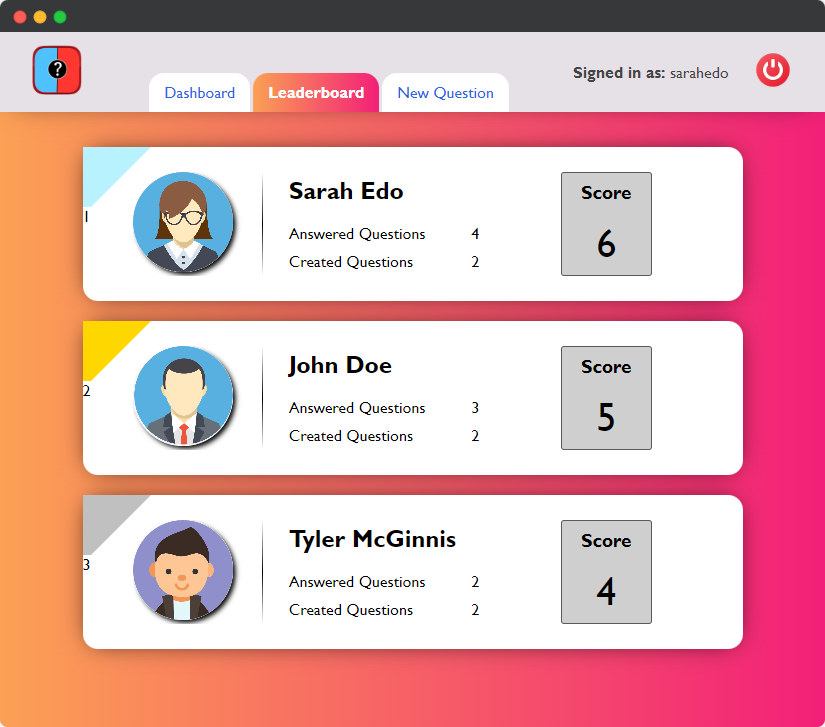 ?
Dashboard Leaderboard New Question
Signed in as: sarahedo
1
Sarah Edo
Answered Questions 4
Created Questions 2
Score
6
2
John Doe
Answered Questions 3
Created Questions 2
Score
5
3
Tyler McGinnis
Answered Questions 2
Created Questions 2
Score
4